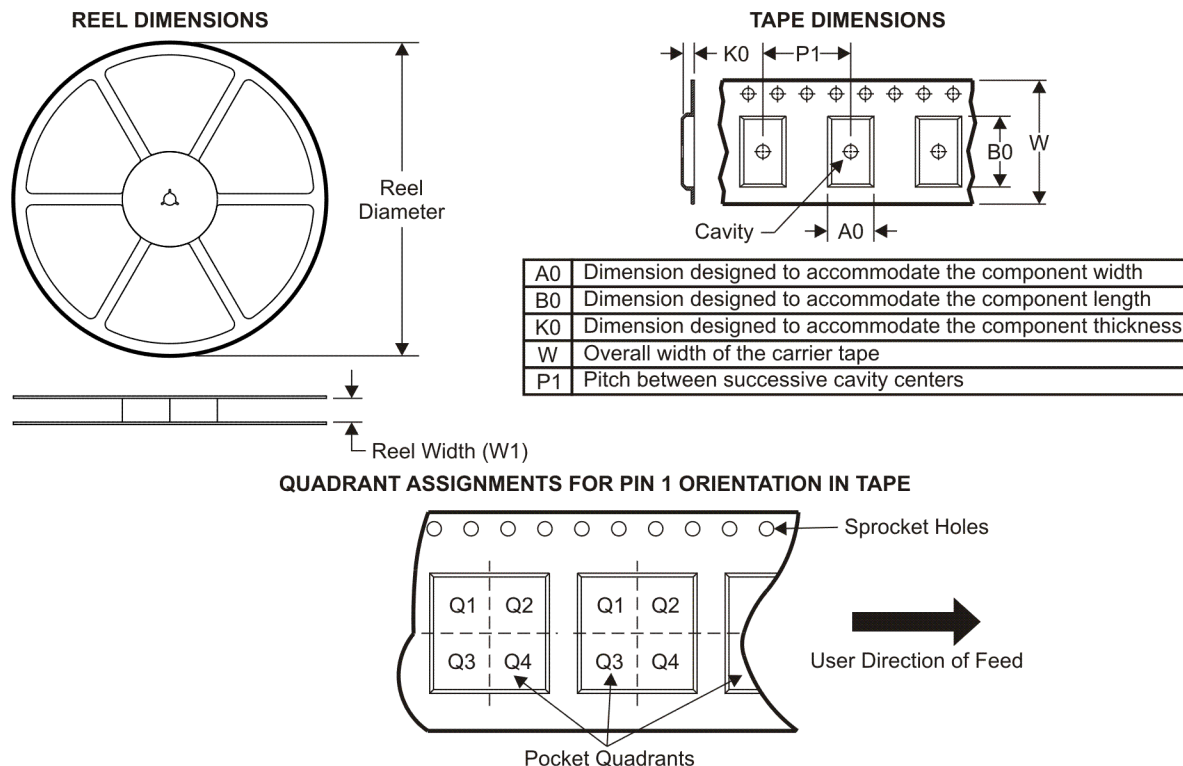 REEL DIMENSIONS
Reel
Diameter
Reel Width (W1)
TAPE DIMENSIONS
K0
P1
B0
W
Cavity
A0
A0 Dimension designed to accommodate the component width
B0 Dimension designed to accommodate the component length
K0 Dimension designed to accommodate the component thickness
W Overall width of the carrier tape
P1 Pitch between successive cavity centers
QUADRANT ASSIGNMENTS FOR PIN 1 ORIENTATION IN TAPE
Sprocket Holes
Q1 Q2 Q1 Q2
Q3 Q4 Q3 Q4
User Direction of Feed
Pocket Quadrants